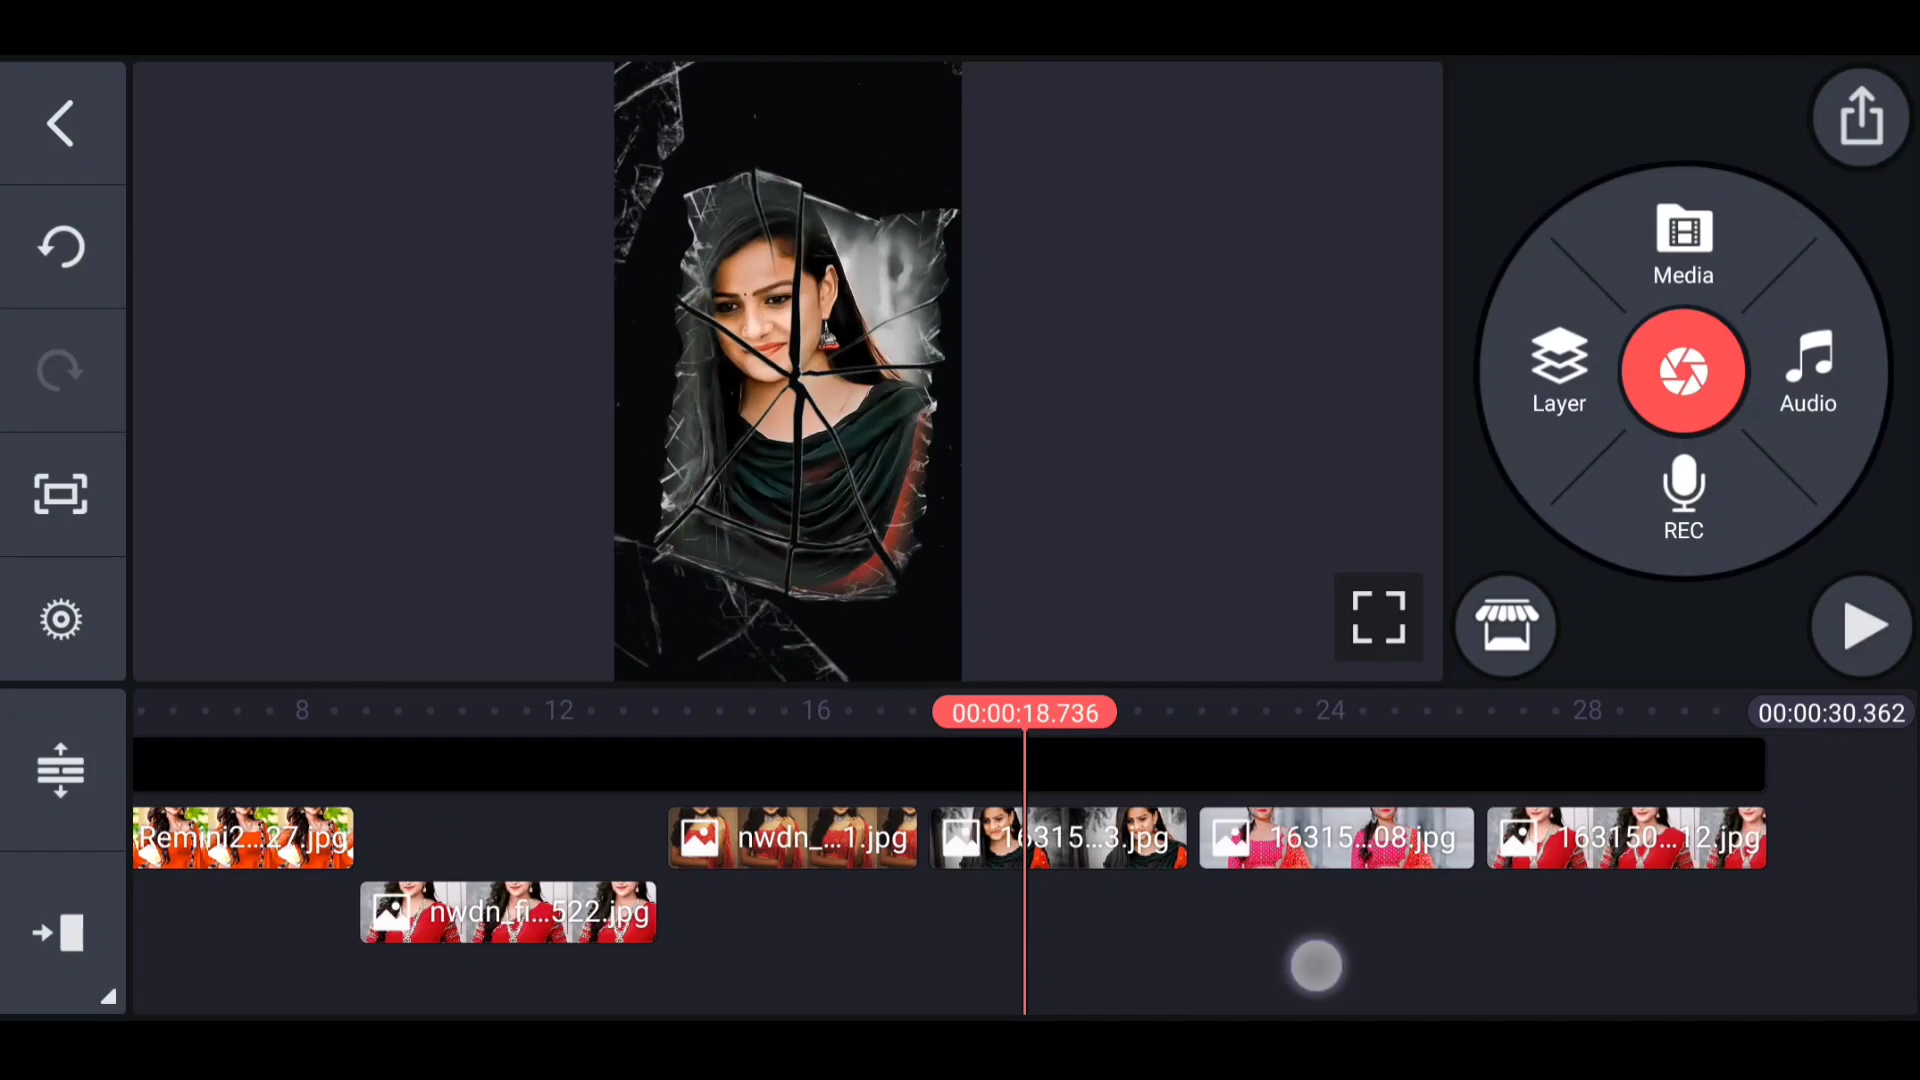 Media
Layer
Audio
REC
8
12
16
00:00:18.736
24
28
00:00:30.362
Remini2...27.jpg
nwdn_...1.jpg
16315...3.jpg
16315...08.jpg
163150...12.jpg
nwdn_fi...522.jpg